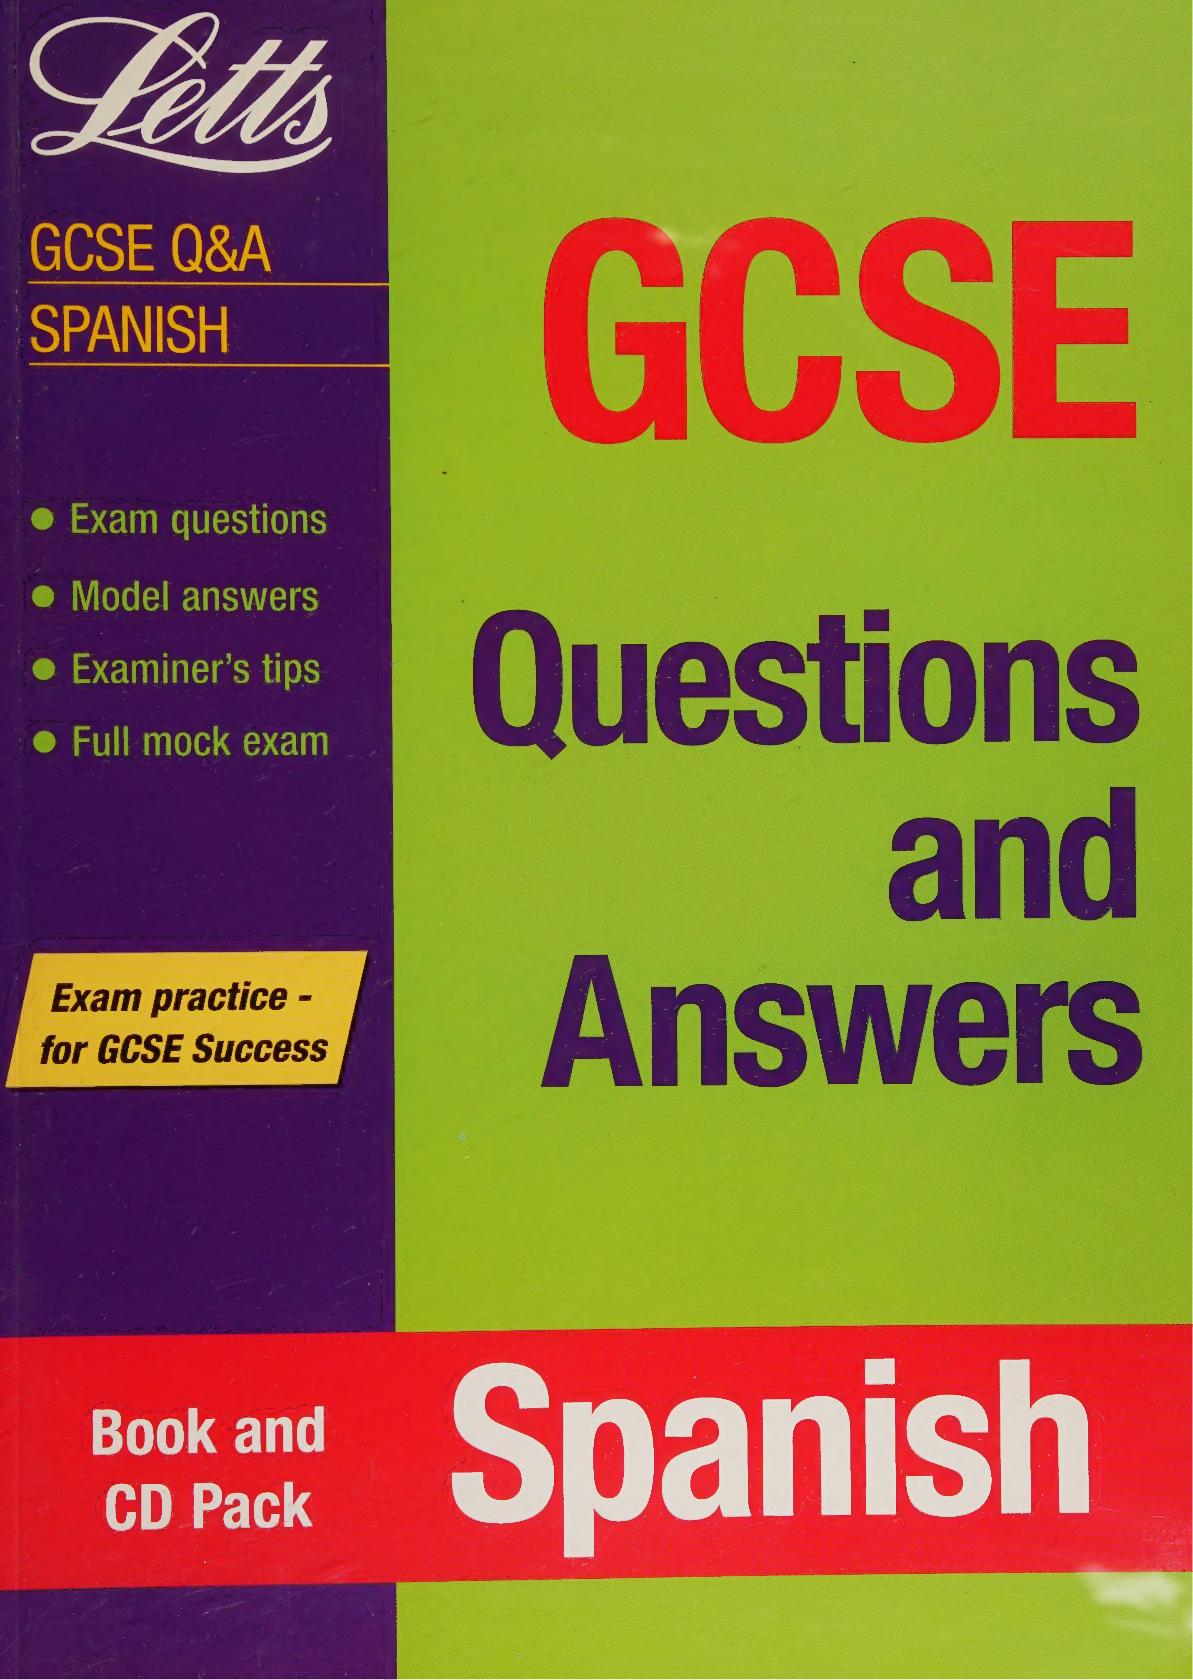 Letts
GCSE Q&A
SPANISH
● Exam questions
● Model answers
● Examiner's tips
● Full mock exam
Exam practice -
for GCSE Success
Book and
CD Pack
GCSE
Questions
and
Answers
Spanish